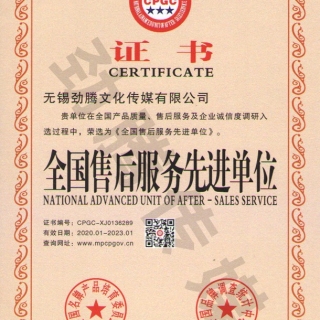 CPGC
证书
CERTIFICATE
无锡劲腾文化传媒有限公司
贵单位在全国产品质量、售后服务及企业诚信度调研入
选过程中，荣选为《全国售后服务先进单位》。
全国售后服务先进单位
NATIONAL ADVANCED UNIT OF AFTER - SALES SERVICE
证书编号：CPGC-XJ0136289
有效日期：2020.01-2023.01
查询网址：www.mpcpgov.cn